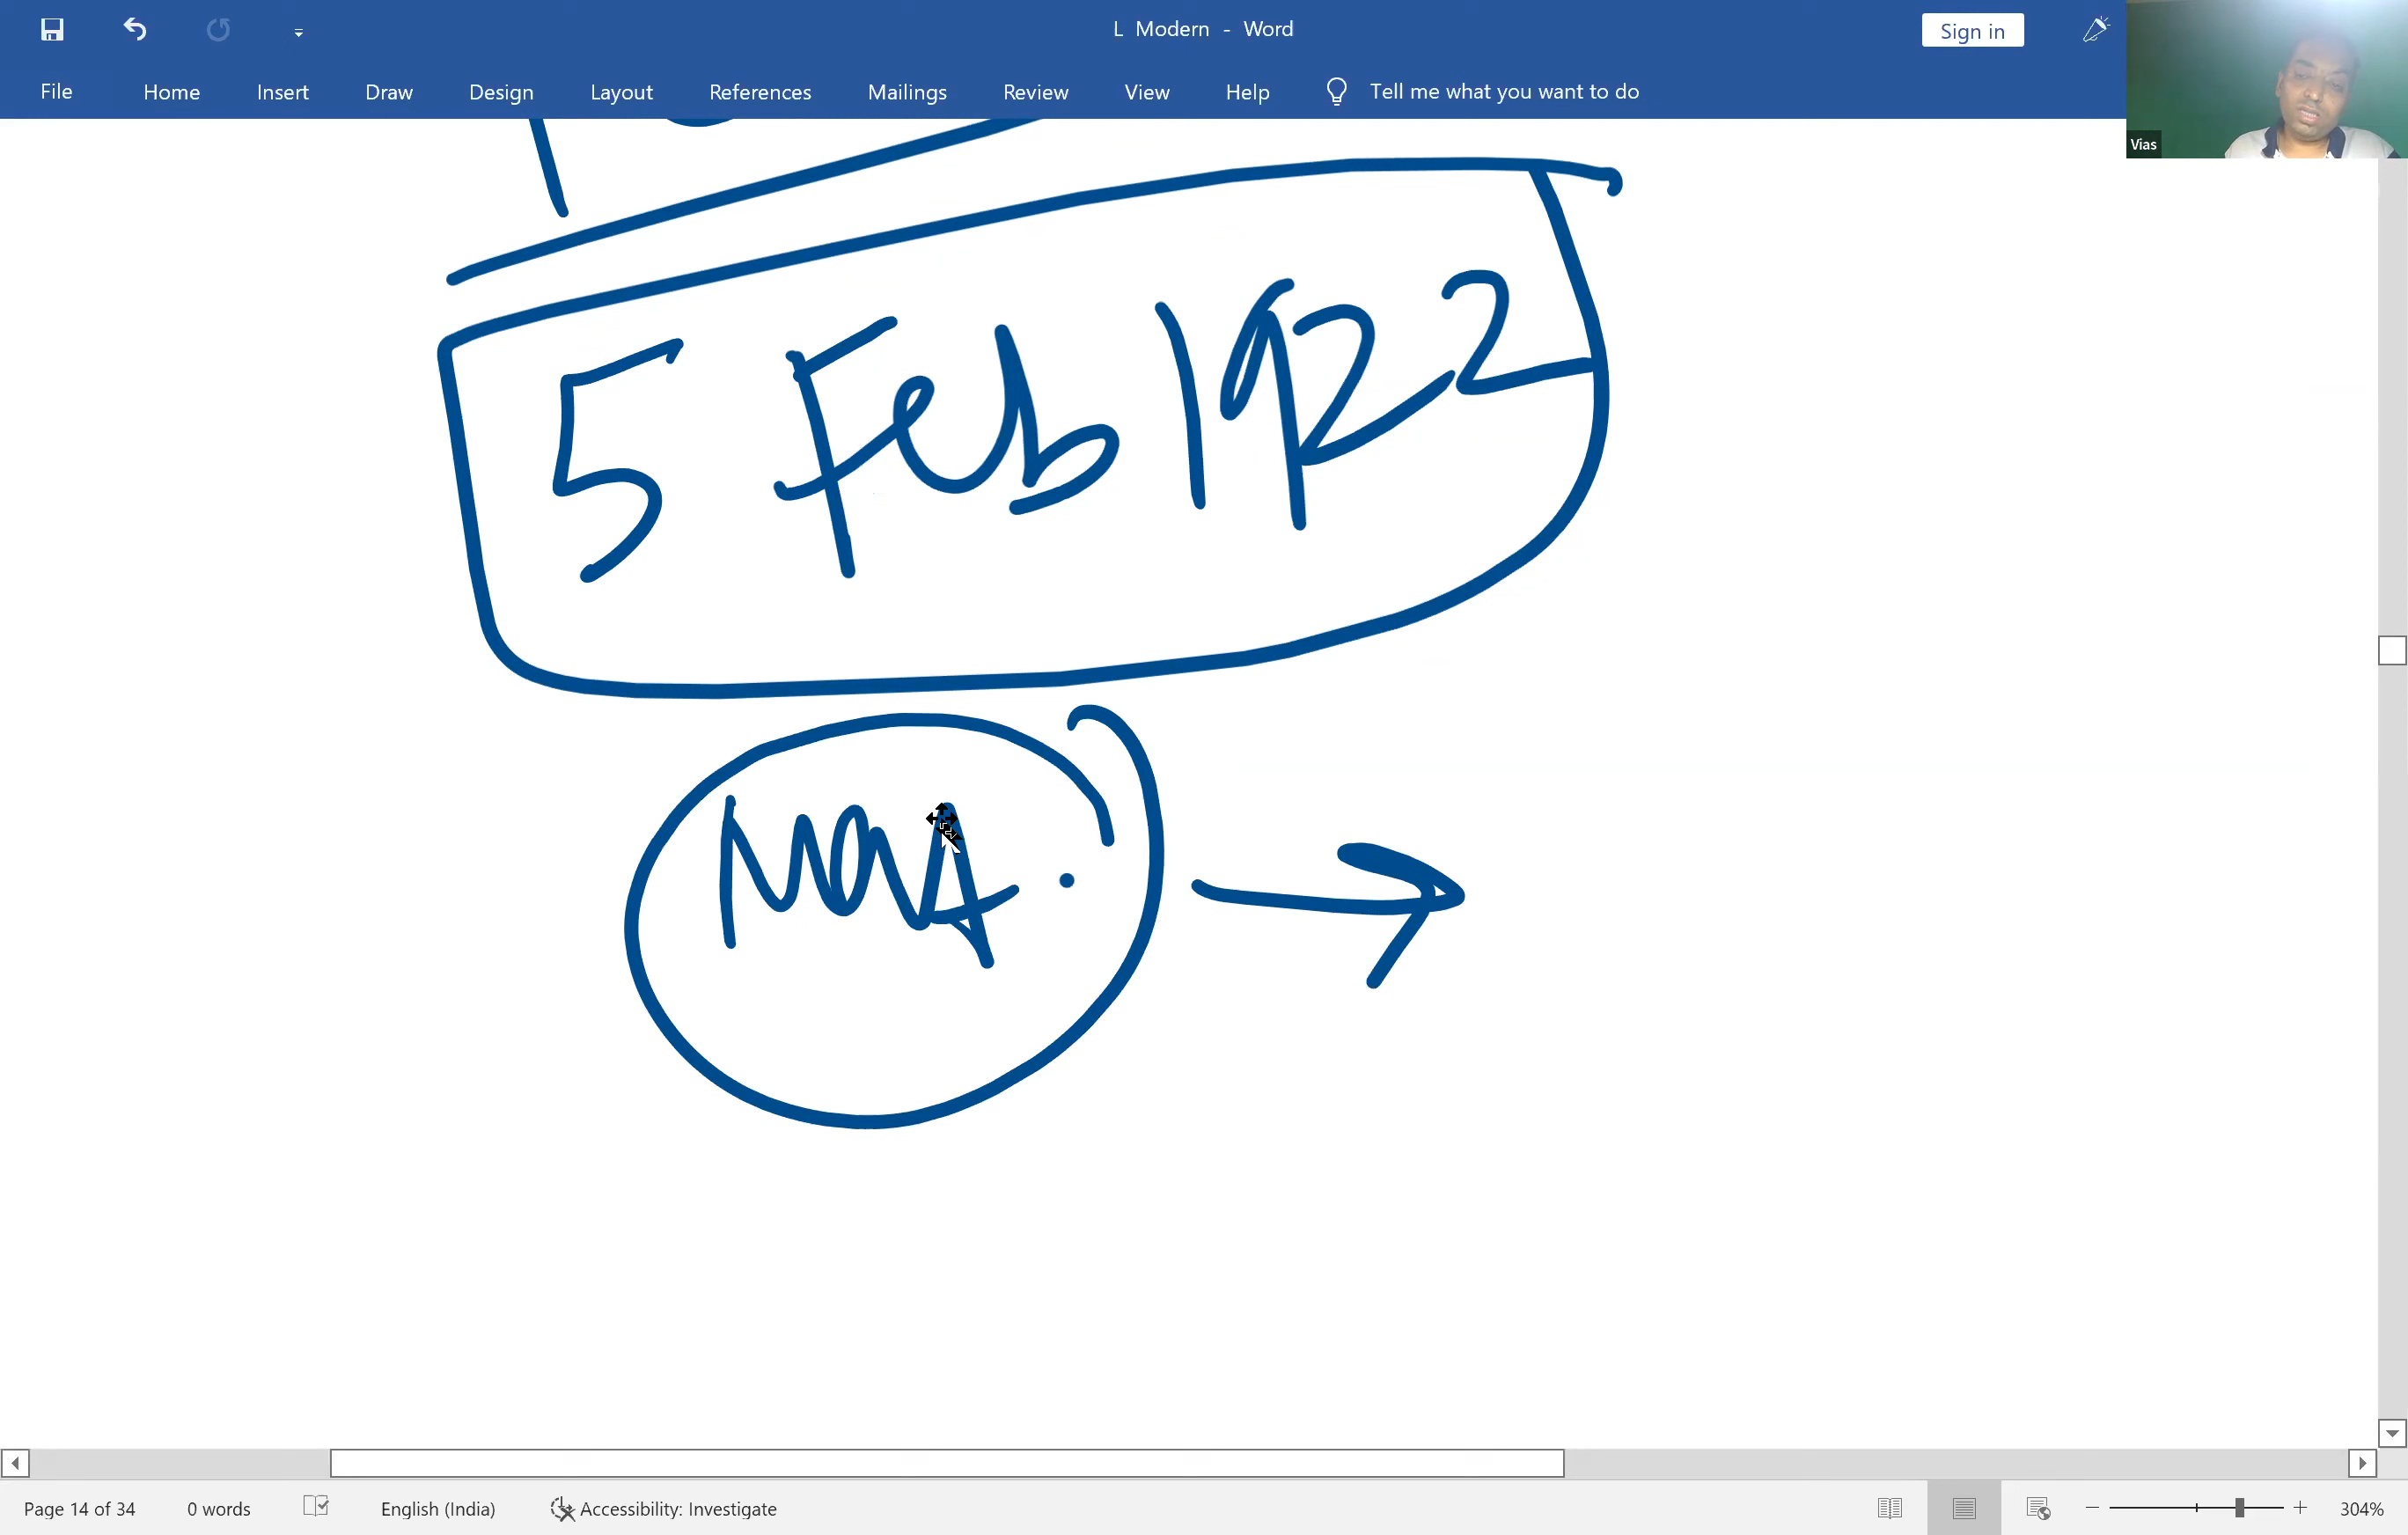 L Modern - Word
Sign in
File Home Insert Draw Design Layout References Mailings Review View Help Tell me what you want to do
Vias
5 Feb 1922
Page 14 of 34 0 words English (India) Accessibility: Investigate 304%